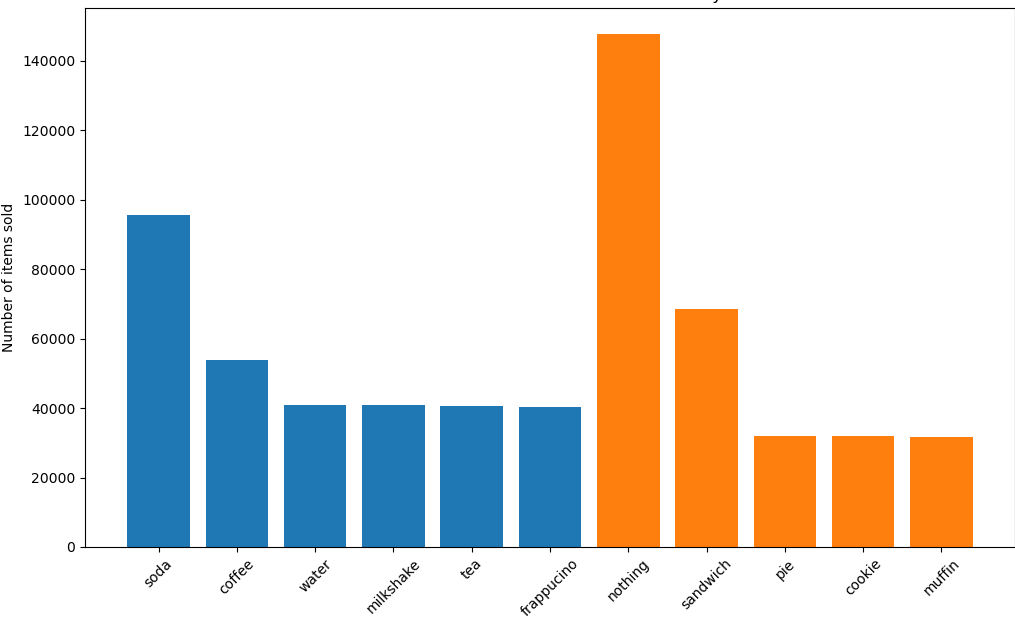 Number of items sold
140000
120000
100000
80000
60000
40000
20000
0
soda
coffee
water
milkshake
tea
frappucino
nothing
sandwich
pie
cookie
muffin